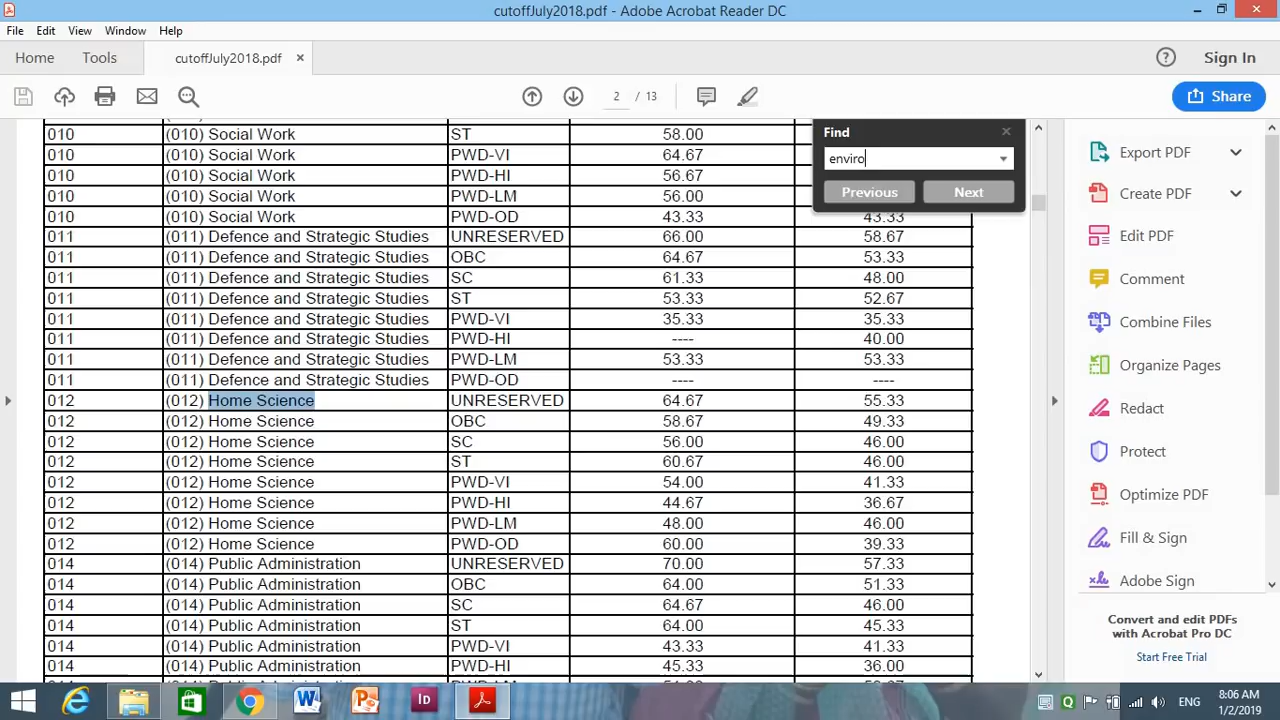 cutoffJuly2018.pdf - Adobe Acrobat Reader DC
File Edit View Window Help
Home Tools cutoffJuly2018.pdf × Sign In
2 / 13 Share
Find
enviro
Previous Next
010 (010) Social Work ST 58.00
010 (010) Social Work PWD-VI 64.67
010 (010) Social Work PWD-HI 56.67
010 (010) Social Work PWD-LM 56.00
010 (010) Social Work PWD-OD 43.33 43.33
011 (011) Defence and Strategic Studies UNRESERVED 66.00 58.67
011 (011) Defence and Strategic Studies OBC 64.67 53.33
011 (011) Defence and Strategic Studies SC 61.33 48.00
011 (011) Defence and Strategic Studies ST 53.33 52.67
011 (011) Defence and Strategic Studies PWD-VI 35.33 35.33
011 (011) Defence and Strategic Studies PWD-HI ---- 40.00
011 (011) Defence and Strategic Studies PWD-LM 53.33 53.33
011 (011) Defence and Strategic Studies PWD-OD ---- ----
012 (012) Home Science UNRESERVED 64.67 55.33
012 (012) Home Science OBC 58.67 49.33
012 (012) Home Science SC 56.00 46.00
012 (012) Home Science ST 60.67 46.00
012 (012) Home Science PWD-VI 54.00 41.33
012 (012) Home Science PWD-HI 44.67 36.67
012 (012) Home Science PWD-LM 48.00 46.00
012 (012) Home Science PWD-OD 60.00 39.33
014 (014) Public Administration UNRESERVED 70.00 57.33
014 (014) Public Administration OBC 64.00 51.33
014 (014) Public Administration SC 64.67 46.00
014 (014) Public Administration ST 64.00 45.33
014 (014) Public Administration PWD-VI 43.33 41.33
014 (014) Public Administration PWD-HI 45.33 36.00
Export PDF
Create PDF
Edit PDF
Comment
Combine Files
Organize Pages
Redact
Protect
Optimize PDF
Fill & Sign
Adobe Sign
Convert and edit PDFs
with Acrobat Pro DC
Start Free Trial
ENG
8:06 AM
1/2/2019